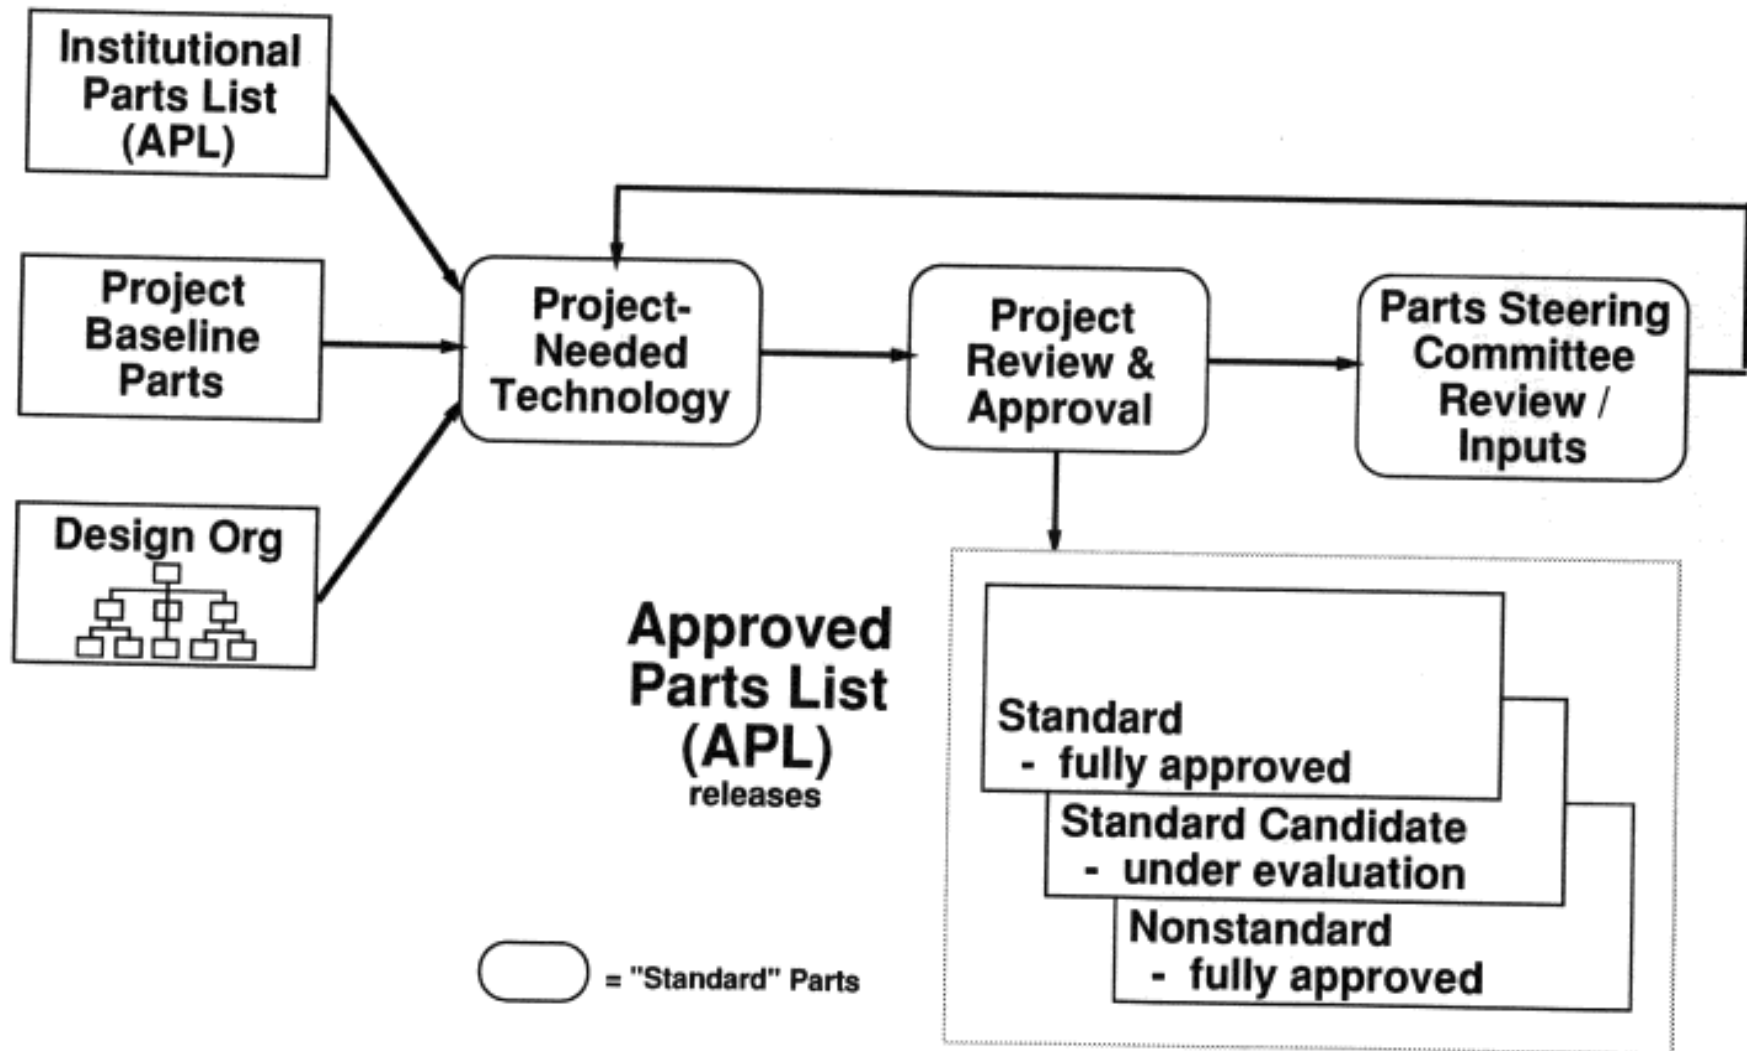 Institutional
Parts List
(APL)
Project
Baseline
Parts
Design Org
Project-
Needed
Technology
Project
Review &
Approval
Parts Steering
Committee
Review /
Inputs
Approved
Parts List
(APL)
releases
Standard
- fully approved
Standard Candidate
- under evaluation
Nonstandard
- fully approved
= "Standard" Parts